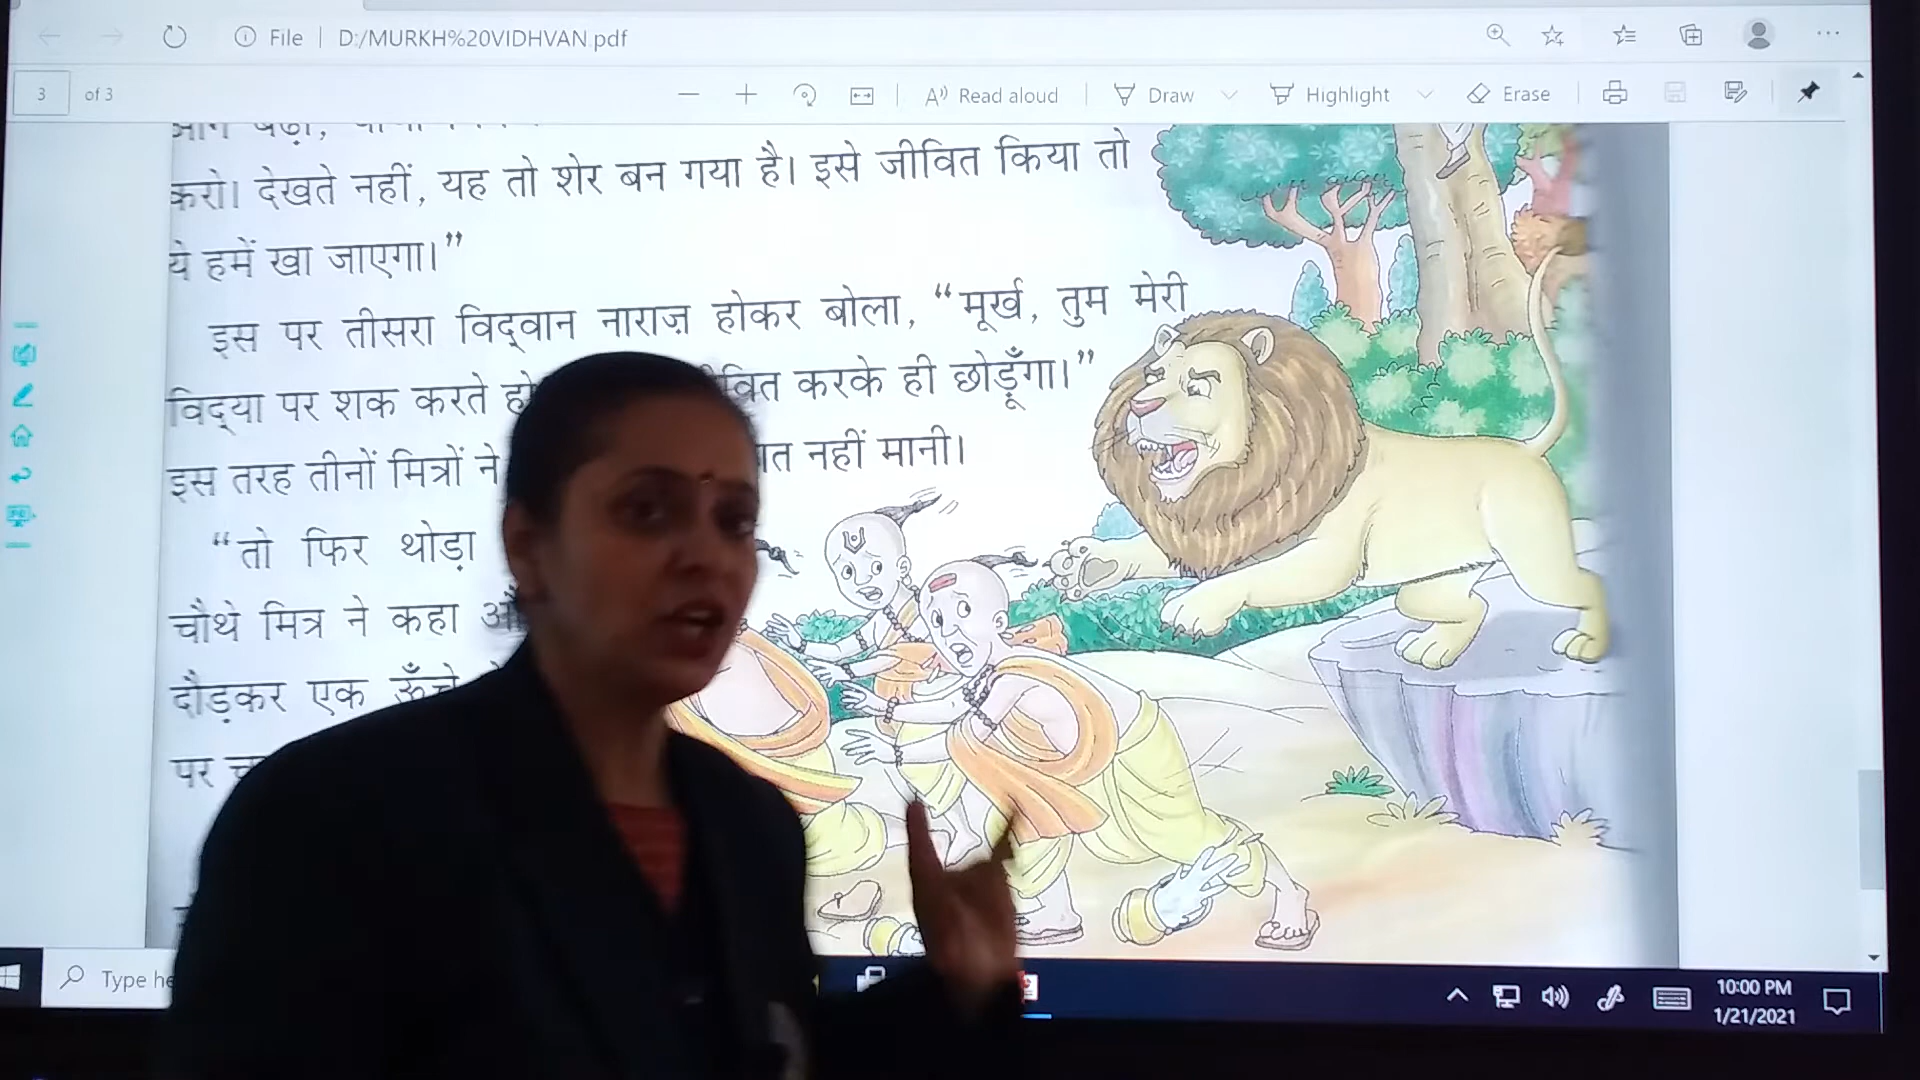 File | D:/MURKH%20VIDHVAN.pdf
3 of 3 Read aloud Draw Highlight Erase
करो। देखते नहीं, यह तो शेर बन गया है। इसे जीवित किया तो
ये हमें खा जाएगा।”
इस पर तीसरा विद्‌वान नाराज़ होकर बोला, “मूर्ख, तुम मेरी
विद्‌या पर शक करते करके ही छोड़ूँगा।”
इस तरह तीनों मित्रों ने नहीं मानी।
“तो फिर थोड़ा
चौथे मित्र ने कहा
दौड़कर एक
पर
Type
10:00 PM
1/21/2021